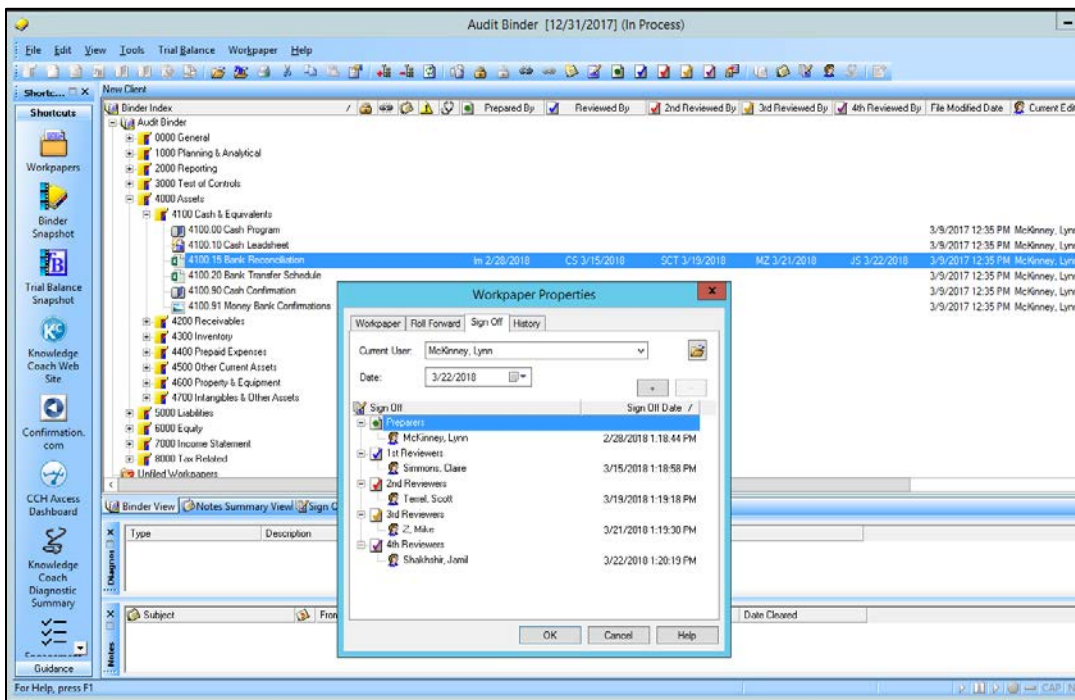 Audit Binder [12/31/2017] (In Process)
File Edit View Tools Trial Balance Workpaper Help
Shortc...
New Client
Shortcuts
Workpapers
Binder Snapshot
Trial Balance Snapshot
Knowledge Coach Web Site
Confirmation.com
CCH Axcess Dashboard
Knowledge Coach Diagnostic Summary
Guidance
Binder Index / Prepared By Reviewed By 2nd Reviewed By 3rd Reviewed By 4th Reviewed By File Modified Date Current Edit
Audit Binder
0000 General
1000 Planning & Analytical
2000 Reporting
3000 Test of Controls
4000 Assets
4100 Cash & Equivalents
4100.00 Cash Program 3/9/2017 12:35 PM McKinney, Lynn
4100.10 Cash Leadsheet 3/9/2017 12:35 PM McKinney, Lynn
4100.15 Bank Reconciliation lm 2/28/2018 CS 3/15/2018 SCT 3/19/2018 MZ 3/21/2018 JS 3/22/2018 3/9/2017 12:35 PM McKinney, Lynn
4100.20 Bank Transfer Schedule 3/9/2017 12:35 PM McKinney, Lynn
4100.90 Cash Confirmation 3/9/2017 12:35 PM McKinney, Lynn
4100.91 Money Bank Confirmations 3/9/2017 12:35 PM McKinney, Lynn
4200 Receivables
4300 Inventory
4400 Prepaid Expenses
4500 Other Current Assets
4600 Property & Equipment
4700 Intangibles & Other Assets
5000 Liabilities
6000 Equity
7000 Income Statement
8000 Tax Related
Unfiled Workpapers
Binder View Notes Summary View Sign O
Type Description
Diagnos
Subject From Date Cleared
Notes
Workpaper Properties
Workpaper Roll Forward Sign Off History
Current User: McKinney, Lynn
Date: 3/22/2018
+ -
Sign Off Sign Off Date /
Preparers
McKinney, Lynn 2/28/2018 1:18:44 PM
1st Reviewers
Simmons, Claire 3/15/2018 1:18:58 PM
2nd Reviewers
Terrel, Scott 3/19/2018 1:19:18 PM
3rd Reviewers
Z, Mike 3/21/2018 1:19:30 PM
4th Reviewers
Shakhshir, Jamil 3/22/2018 1:20:19 PM
OK Cancel Help
For Help, press F1
CAP N